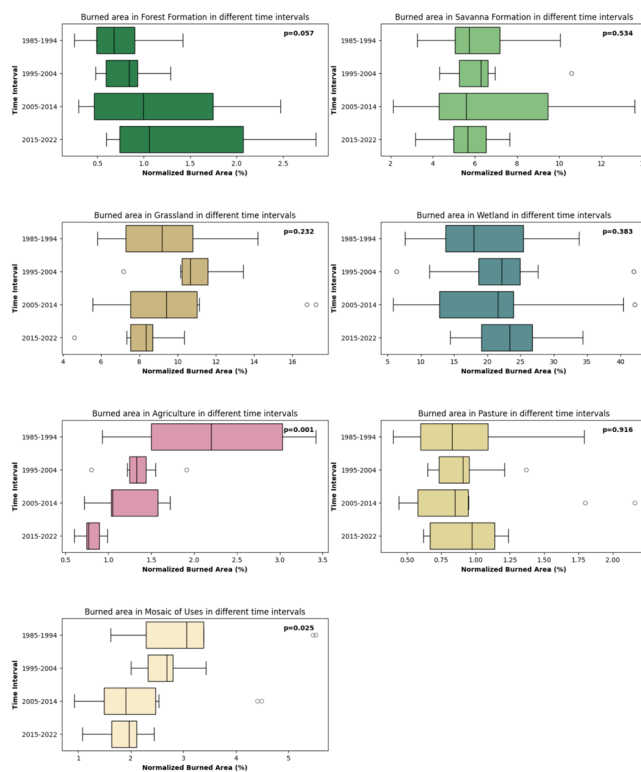 Burned area in Forest Formation in different time intervals
p=0.057
Time Interval
1985-1994
1995-2004
2005-2014
2015-2022
0.5 1.0 1.5 2.0 2.5
Normalized Burned Area (%)
Burned area in Savanna Formation in different time intervals
p=0.534
Time Interval
1985-1994
1995-2004
2005-2014
2015-2022
2 4 6 8 10 12
Normalized Burned Area (%)
Burned area in Grassland in different time intervals
p=0.232
Time Interval
1985-1994
1995-2004
2005-2014
2015-2022
4 6 8 10 12 14 16
Normalized Burned Area (%)
Burned area in Wetland in different time intervals
p=0.383
Time Interval
1985-1994
1995-2004
2005-2014
2015-2022
5 10 15 20 25 30 35 40
Normalized Burned Area (%)
Burned area in Agriculture in different time intervals
p=0.001
Time Interval
1985-1994
1995-2004
2005-2014
2015-2022
0.5 1.0 1.5 2.0 2.5 3.0 3.5
Normalized Burned Area (%)
Burned area in Pasture in different time intervals
p=0.916
Time Interval
1985-1994
1995-2004
2005-2014
2015-2022
0.50 0.75 1.00 1.25 1.50 1.75 2.00
Normalized Burned Area (%)
Burned area in Mosaic of Uses in different time intervals
p=0.025
Time Interval
1985-1994
1995-2004
2005-2014
2015-2022
1 2 3 4 5
Normalized Burned Area (%)